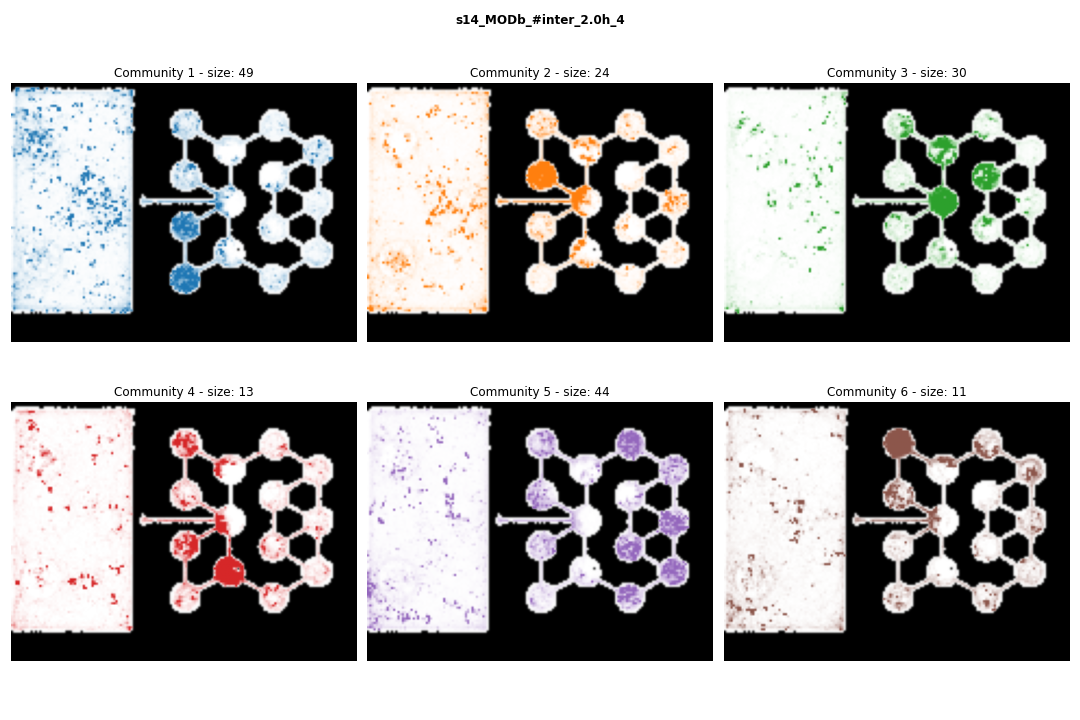 s14_MODb_#inter_2.0h_4
Community 1 - size: 49
Community 2 - size: 24
Community 3 - size: 30
Community 4 - size: 13
Community 5 - size: 44
Community 6 - size: 11